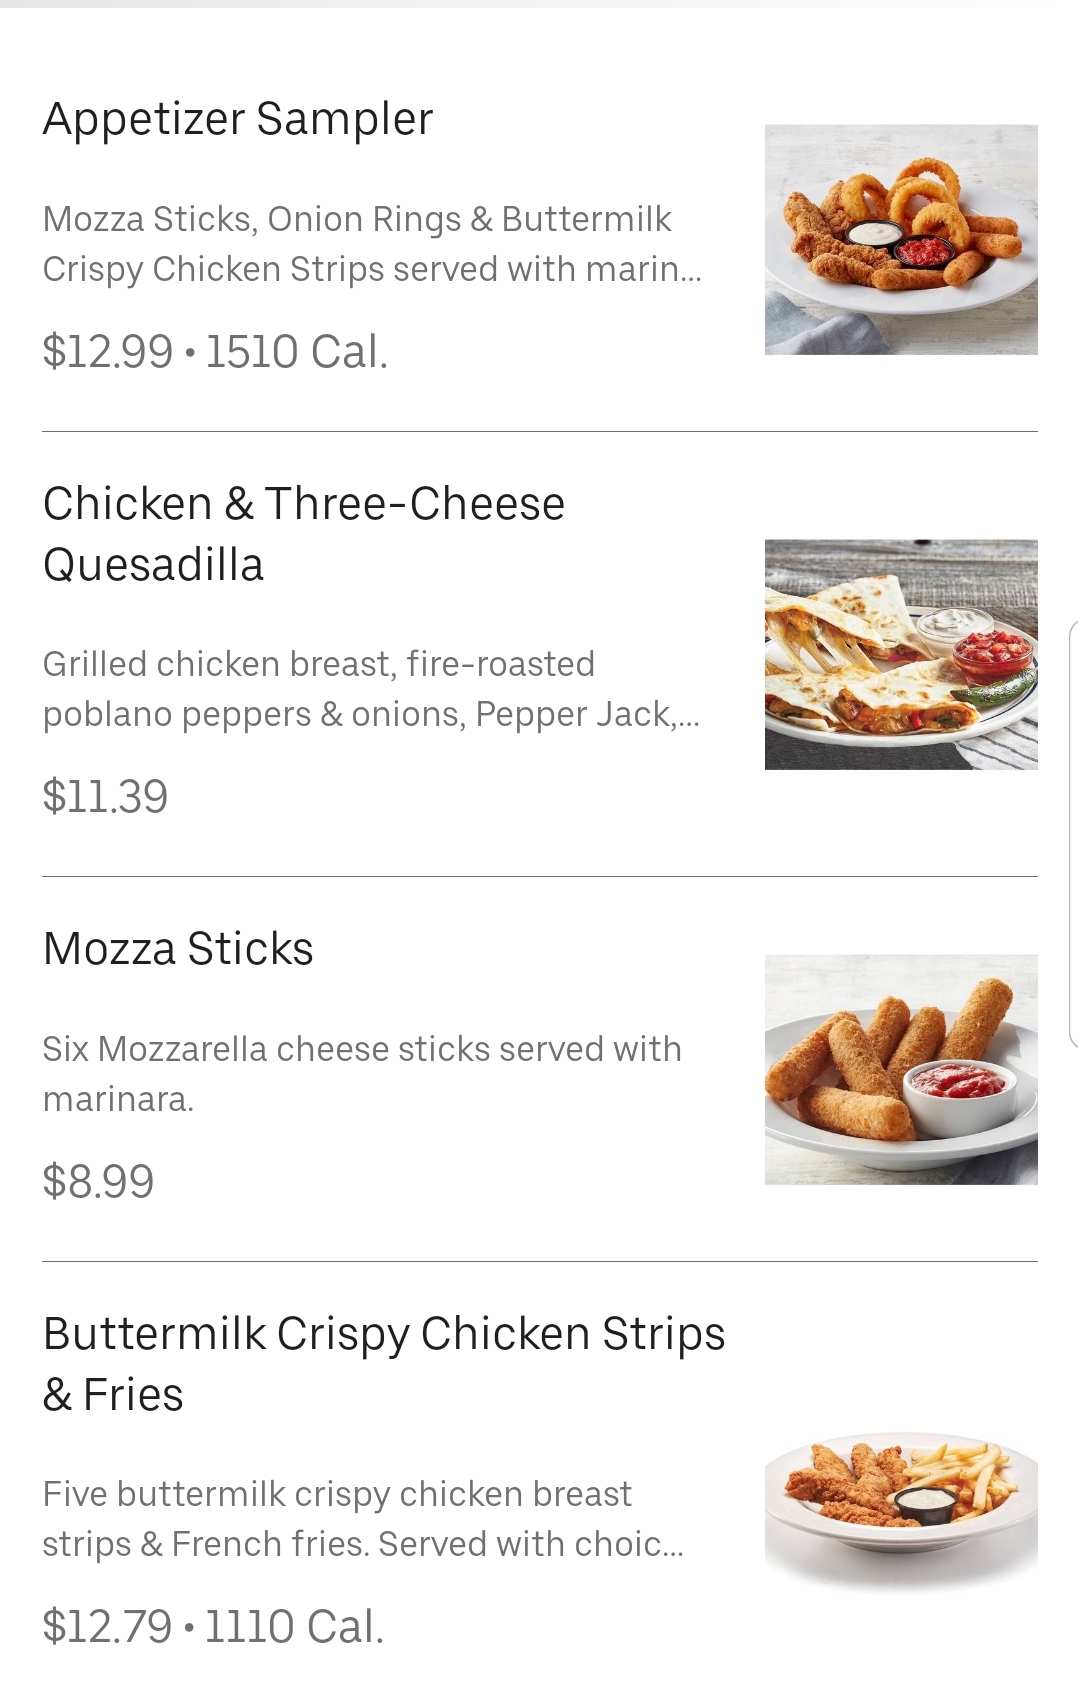 Appetizer Sampler
Mozza Sticks, Onion Rings & Buttermilk
Crispy Chicken Strips served with marin...
$12.99 • 1510 Cal.
Chicken & Three-Cheese
Quesadilla
Grilled chicken breast, fire-roasted
poblano peppers & onions, Pepper Jack,...
$11.39
Mozza Sticks
Six Mozzarella cheese sticks served with
marinara.
$8.99
Buttermilk Crispy Chicken Strips
& Fries
Five buttermilk crispy chicken breast
strips & French fries. Served with choic...
$12.79 • 1110 Cal.